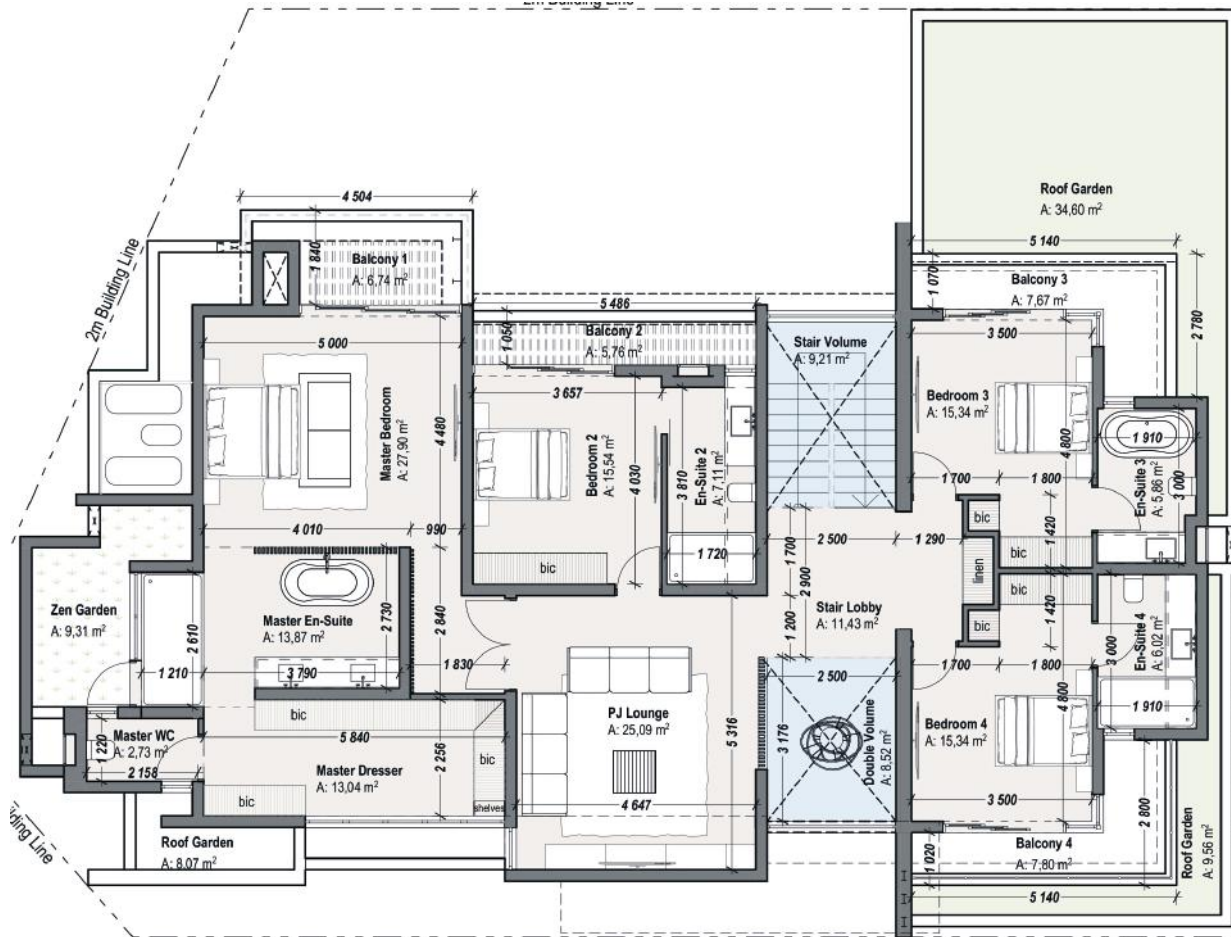 2m Building Line
Roof Garden
A: 34,60 m²
4 504
5 140
2m Building Line
1 840
Balcony 1
A: 6,74 m²
1 070
Balcony 3
A: 7,67 m²
2 780
5 486
1 050
Balcony 2
A: 5,76 m²
Stair Volume
A: 9,21 m²
5 000
3 500
Master Bedroom
A: 27,90 m²
4 480
3 657
Bedroom 2
A: 15,54 m²
4 030
3 810
En-Suite 2
A: 7,11 m²
Bedroom 3
A: 15,34 m²
4 800
1 910
En-Suite 3
A: 5,86 m²
3 000
1 700
1 800
4 010
990
bic
1 720
1 700
2 900
2 500
1 290
bic
linen
bic
1 420
bic
bic
1 420
Zen Garden
A: 9,31 m²
2 610
Master En-Suite
A: 13,87 m²
2 730
2 840
1 200
Stair Lobby
A: 11,43 m²
1 210
3 790
1 830
2 500
1 700
1 800
3 000
En-Suite 4
A: 6,02 m²
4 800
1 910
bic
5 840
bic
PJ Lounge
A: 25,09 m²
5 316
3 176
Double Volume
A: 8,52 m²
Bedroom 4
A: 15,34 m²
Master WC
A: 2,73 m²
1 220
2 158
Master Dresser
A: 13,04 m²
2 256
bic
shelves
4 647
3 500
2 800
Roof Garden
A: 8,07 m²
1 020
Balcony 4
A: 7,80 m²
5 140
Roof Garden
A: 9,56 m²
Building Line